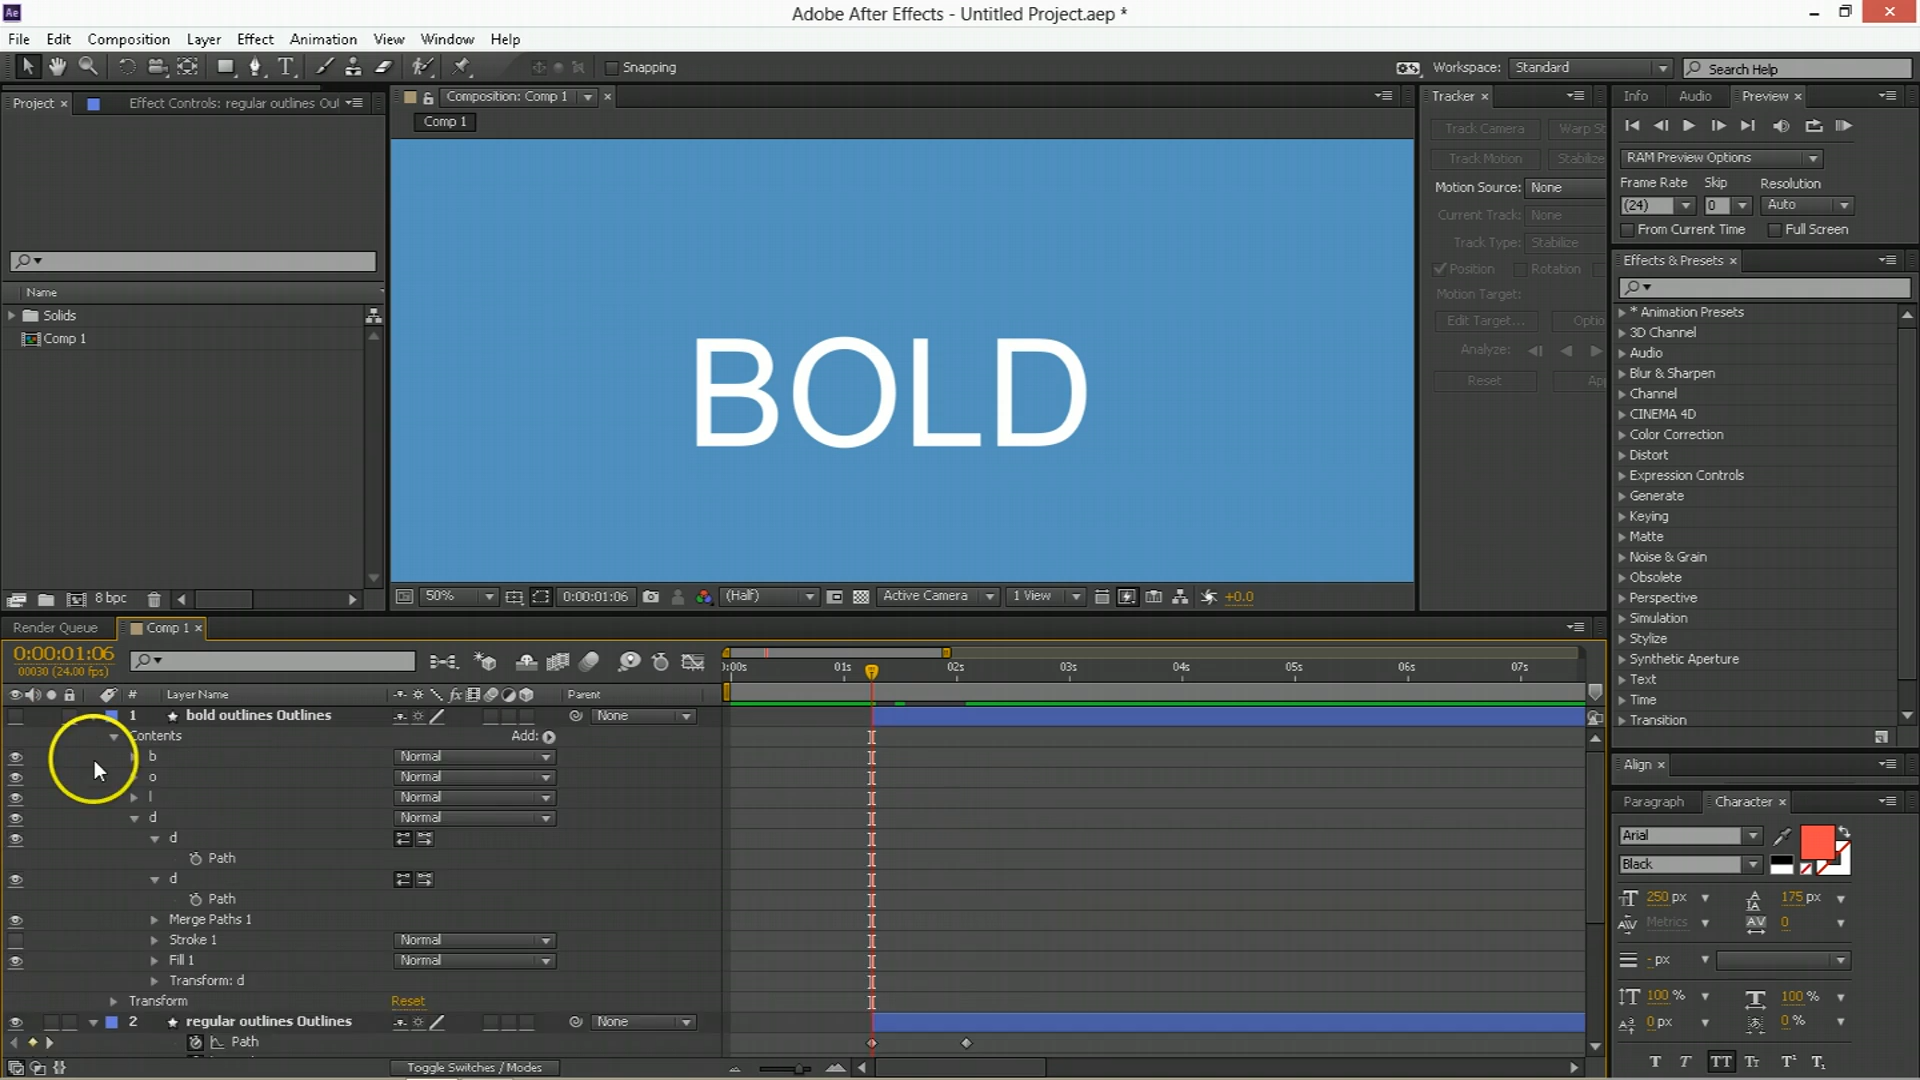 Ae
Adobe After Effects - Untitled Project.aep *
File Edit Composition Layer Effect Animation View Window Help
T Snapping Workspace: Standard Search Help
Project × Effect Controls: regular outlines Out
Composition: Comp 1 ×
Comp 1
Tracker ×
Info Audio Preview ×
Track Camera Warp St
Track Motion Stabilize
Motion Source: None
Current Track: None
Track Type: Stabilize
Position Rotation
Motion Target:
Edit Target... Optio
Analyze:
Reset Ap
RAM Preview Options
Frame Rate Skip Resolution
(24) 0 Auto
From Current Time Full Screen
Effects & Presets ×
* Animation Presets
3D Channel
Audio
Blur & Sharpen
Channel
CINEMA 4D
Color Correction
Distort
Expression Controls
Generate
Keying
Matte
Noise & Grain
Obsolete
Perspective
Simulation
Stylize
Synthetic Aperture
Text
Time
Transition
Name
Solids
Comp 1
8 bpc
BOLD
50% 0:00:01:06 (Half) Active Camera 1 View +0.0
Render Queue Comp 1 ×
0:00:01:06
00030 (24.00 fps)
):00s 01s 02s 03s 04s 05s 06s 07s
# Layer Name fx Parent
1 bold outlines Outlines None
Contents Add:
b Normal
o Normal
l Normal
d Normal
d
Path
d
Path
Merge Paths 1
Stroke 1 Normal
Fill 1 Normal
Transform: d
Transform Reset
2 regular outlines Outlines None
Path
Toggle Switches / Modes
Align ×
Paragraph Character ×
Arial
Black
250 px 175 px
Metrics 0
- px
100 % 100 %
0 px 0 %
T T TT Tt T¹ T₁